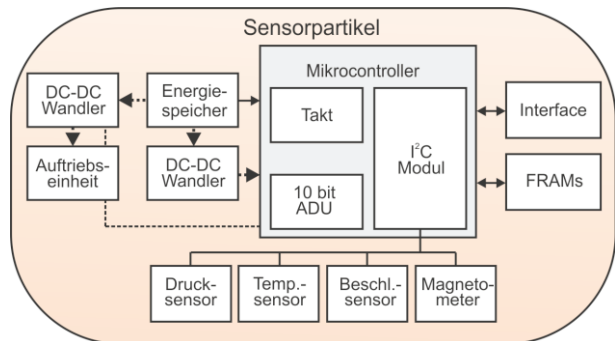 Sensorpartikel
DC-DC
Wandler
Energie-
speicher
Mikrocontroller
Takt
I²C
Modul
Interface
Auftriebs-
einheit
DC-DC
Wandler
10 bit
ADU
FRAMs
Druck-
sensor
Temp.-
sensor
Beschl.-
sensor
Magneto-
meter